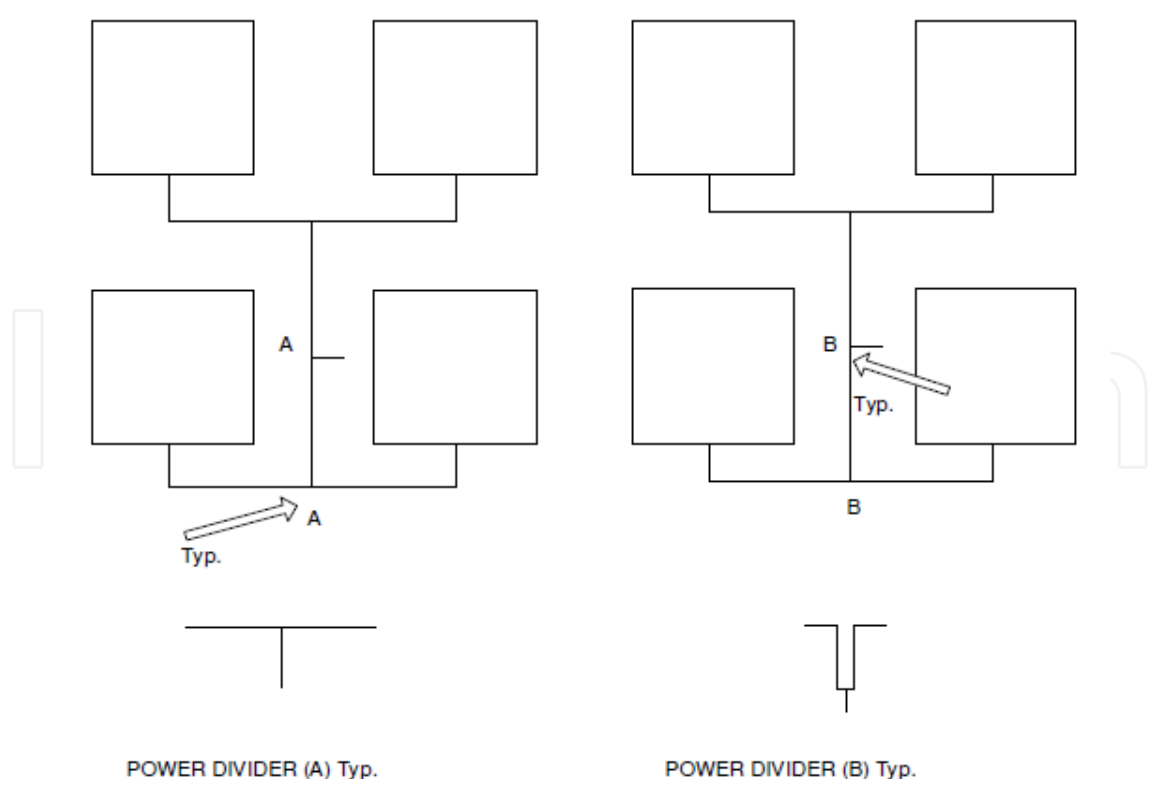 A
B
Typ.
B
A
Typ.
POWER DIVIDER (A) Typ.
POWER DIVIDER (B) Typ.